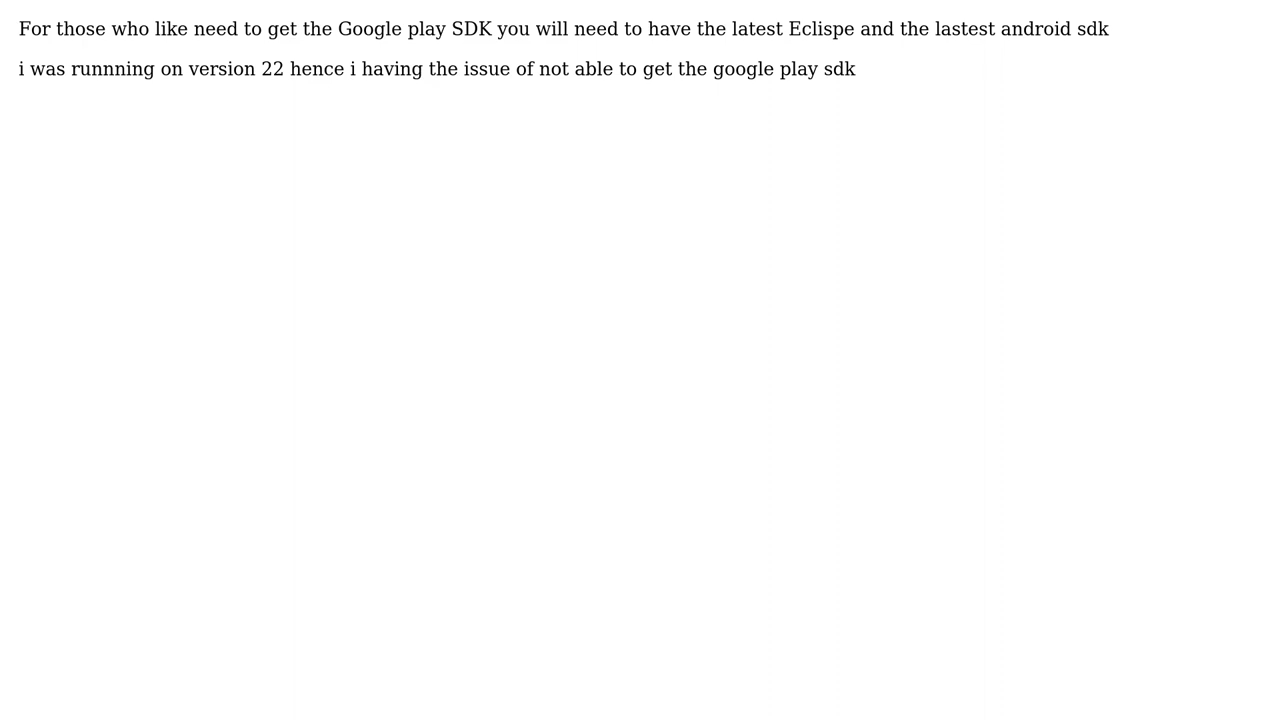 For those who like need to get the Google play SDK you will need to have the latest Eclispe and the lastest android sdk
i was runnning on version 22 hence i having the issue of not able to get the google play sdk